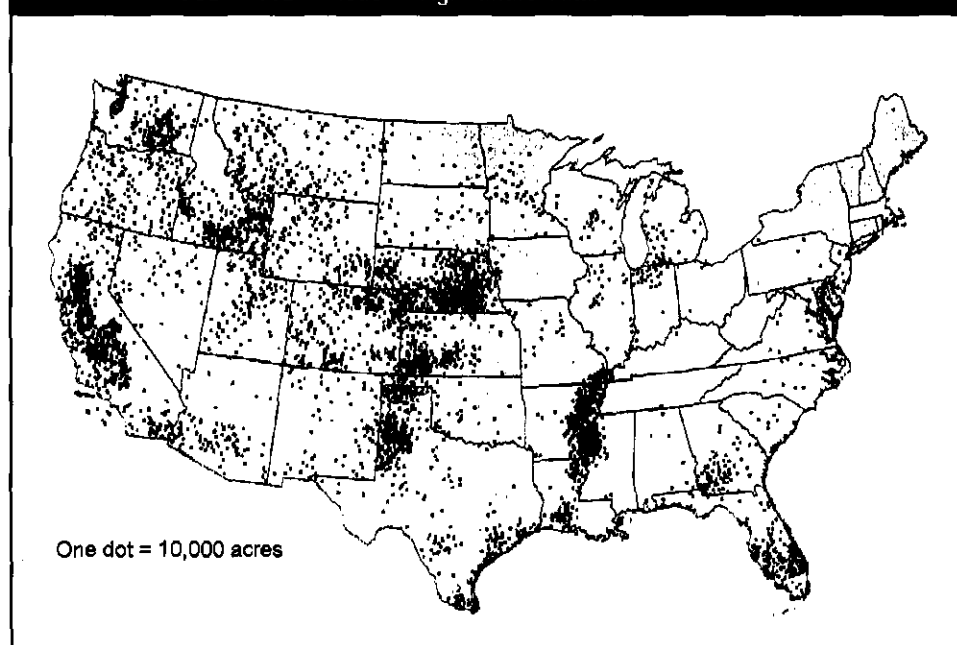 One dot = 10,000 acres